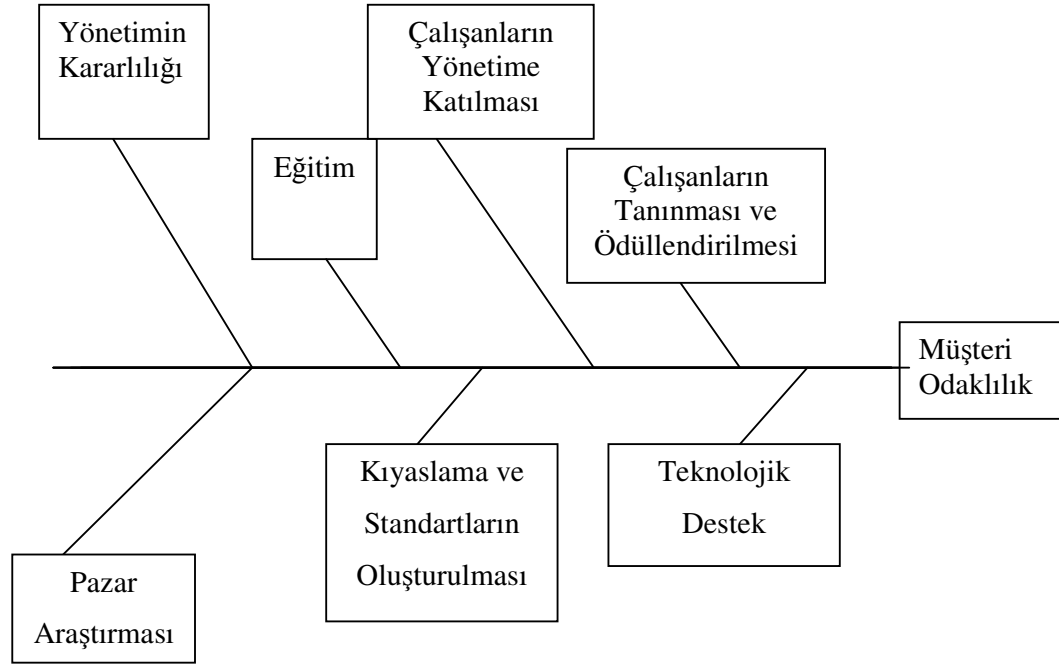 Yönetimin
Kararlılığı
Çalışanların
Yönetime
Katılması
Eğitim
Çalışanların
Tanınması ve
Ödüllendirilmesi
Müşteri
Odaklılık
Kıyaslama ve
Standartların
Oluşturulması
Teknolojik
Destek
Pazar
Araştırması